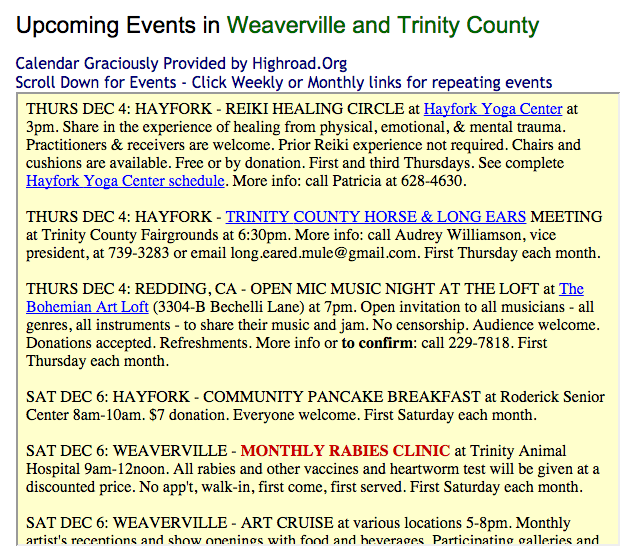 Upcoming Events in Weaverville and Trinity County
Calendar Graciously Provided by Highroad.Org
Scroll Down for Events - Click Weekly or Monthly links for repeating events
THURS DEC 4: HAYFORK - REIKI HEALING CIRCLE at Hayfork Yoga Center at
3pm. Share in the experience of healing from physical, emotional, & mental trauma.
Practitioners & receivers are welcome. Prior Reiki experience not required. Chairs and
cushions are available. Free or by donation. First and third Thursdays. See complete
Hayfork Yoga Center schedule. More info: call Patricia at 628-4630.
THURS DEC 4: HAYFORK - TRINITY COUNTY HORSE & LONG EARS MEETING
at Trinity County Fairgrounds at 6:30pm. More info: call Audrey Williamson, vice
president, at 739-3283 or email long.eared.mule@gmail.com. First Thursday each month.
THURS DEC 4: REDDING, CA - OPEN MIC MUSIC NIGHT AT THE LOFT at The
Bohemian Art Loft (3304-B Bechelli Lane) at 7pm. Open invitation to all musicians - all
genres, all instruments - to share their music and jam. No censorship. Audience welcome.
Donations accepted. Refreshments. More info or to confirm: call 229-7818. First
Thursday each month.
SAT DEC 6: HAYFORK - COMMUNITY PANCAKE BREAKFAST at Roderick Senior
Center 8am-10am. $7 donation. Everyone welcome. First Saturday each month.
SAT DEC 6: WEAVERVILLE - MONTHLY RABIES CLINIC at Trinity Animal
Hospital 9am-12noon. All rabies and other vaccines and heartworm test will be given at a
discounted price. No app't, walk-in, first come, first served. First Saturday each month.
SAT DEC 6: WEAVERVILLE - ART CRUISE at various locations 5-8pm. Monthly
artist's receptions and show openings with food and beverages. Participating galleries and